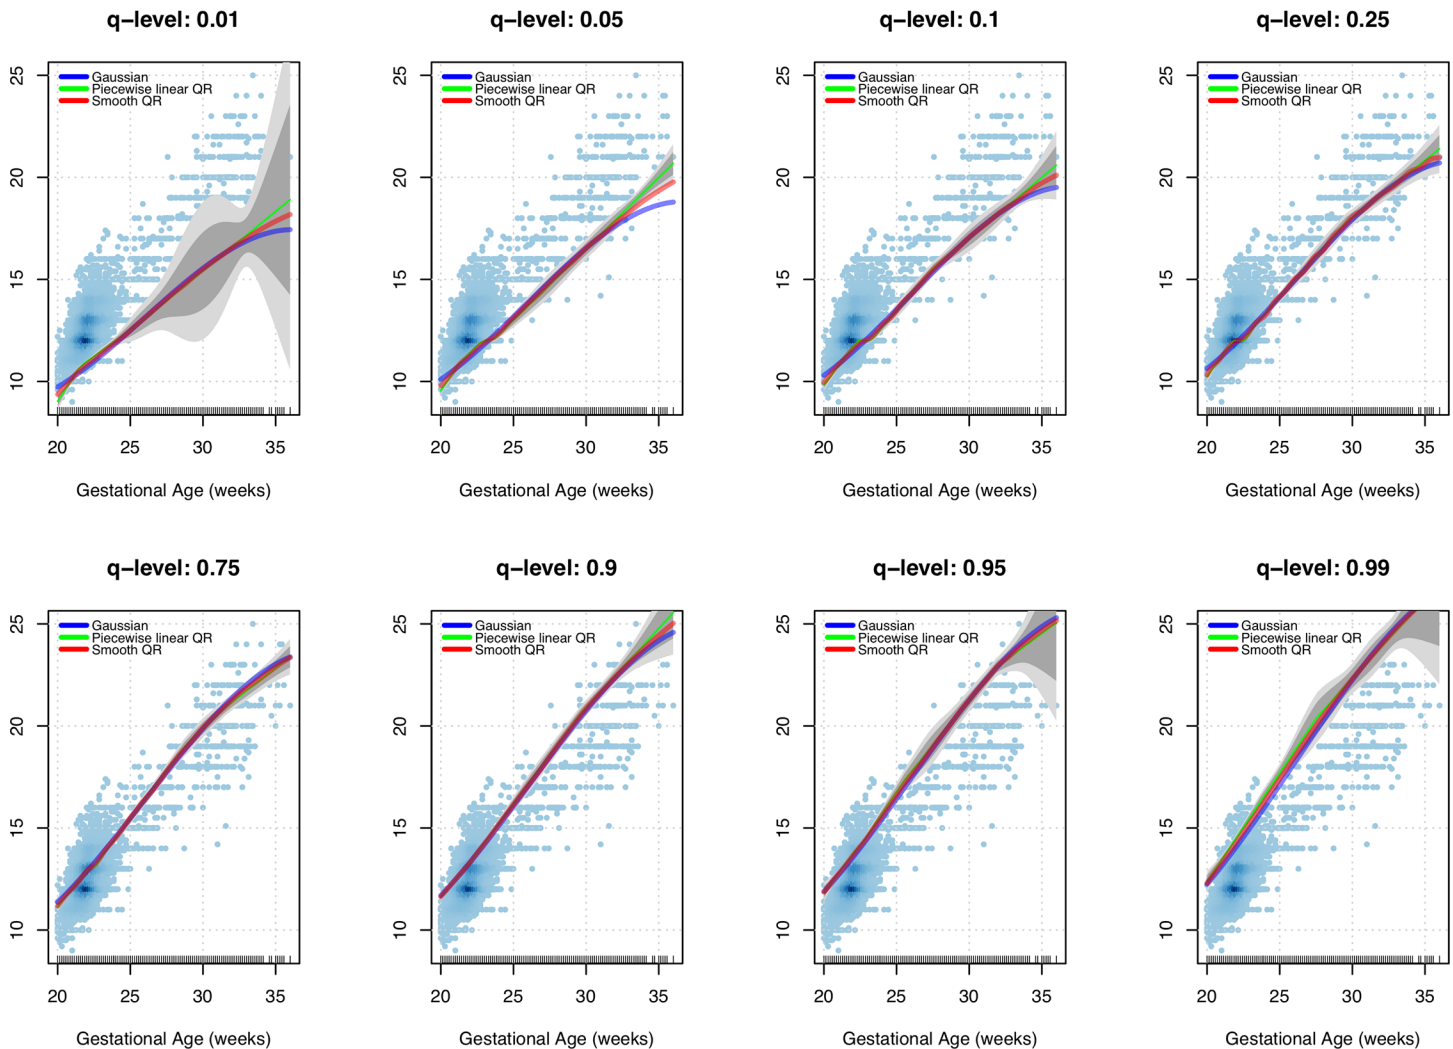 q−level: 0.01
q−level: 0.05
q−level: 0.1
q−level: 0.25
25
20
15
10
Gaussian
Piecewise linear QR
Smooth QR
20 25 30 35
Gestational Age (weeks)
25
20
15
10
Gaussian
Piecewise linear QR
Smooth QR
20 25 30 35
Gestational Age (weeks)
25
20
15
10
Gaussian
Piecewise linear QR
Smooth QR
20 25 30 35
Gestational Age (weeks)
25
20
15
10
Gaussian
Piecewise linear QR
Smooth QR
20 25 30 35
Gestational Age (weeks)
q−level: 0.75
q−level: 0.9
q−level: 0.95
q−level: 0.99
25
20
15
10
Gaussian
Piecewise linear QR
Smooth QR
20 25 30 35
Gestational Age (weeks)
25
20
15
10
Gaussian
Piecewise linear QR
Smooth QR
20 25 30 35
Gestational Age (weeks)
25
20
15
10
Gaussian
Piecewise linear QR
Smooth QR
20 25 30 35
Gestational Age (weeks)
25
20
15
10
Gaussian
Piecewise linear QR
Smooth QR
20 25 30 35
Gestational Age (weeks)